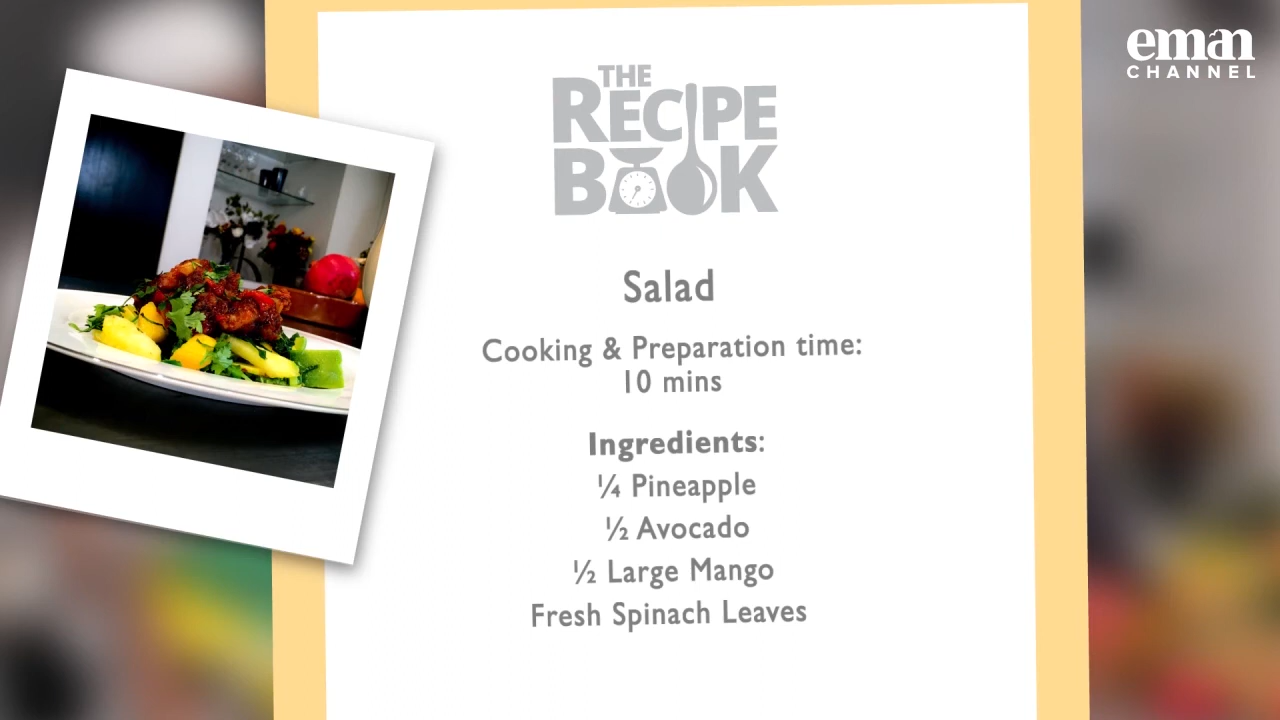 eman
CHANNEL
THE
RECIPE
BOOK
Salad
Cooking & Preparation time:
10 mins
Ingredients:
¼ Pineapple
½ Avocado
½ Large Mango
Fresh Spinach Leaves